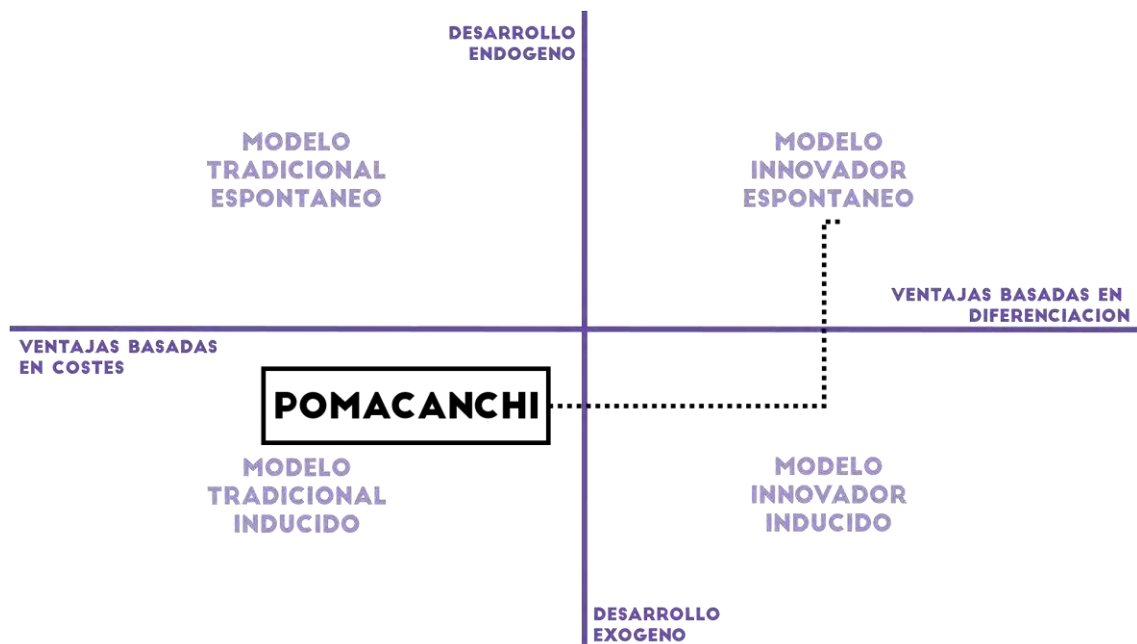 DESARROLLO
ENDOGENO
MODELO
TRADICIONAL
ESPONTANEO
MODELO
INNOVADOR
ESPONTANEO
VENTAJAS BASADAS EN
DIFERENCIACION
VENTAJAS BASADAS
EN COSTES
POMACANCHI
MODELO
TRADICIONAL
INDUCIDO
MODELO
INNOVADOR
INDUCIDO
DESARROLLO
EXOGENO